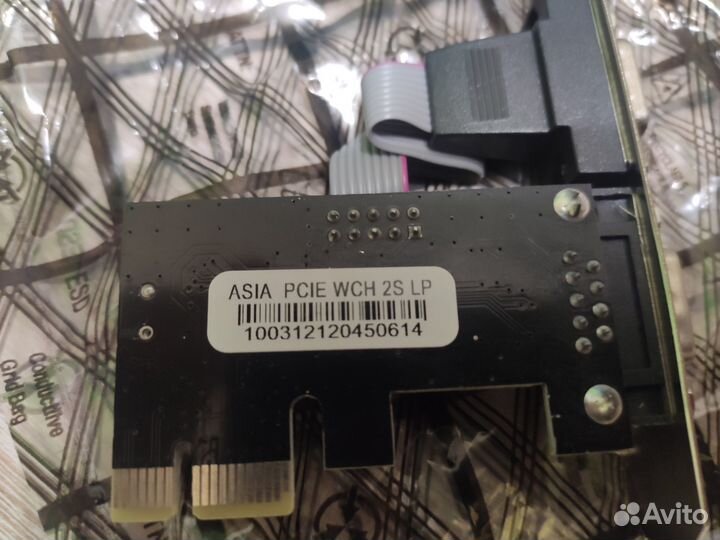 ASIA PCIE WCH 2S LP
100312120450614
Conductive
Grid Bag
Avito